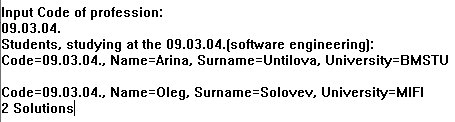 Input Code of profession:
09.03.04.
Students, studying at the 09.03.04.(software engineering):
Code=09.03.04., Name=Arina, Surname=Untilova, University=BMSTU
Code=09.03.04., Name=Oleg, Surname=Solovev, University=MIFI
2 Solutions